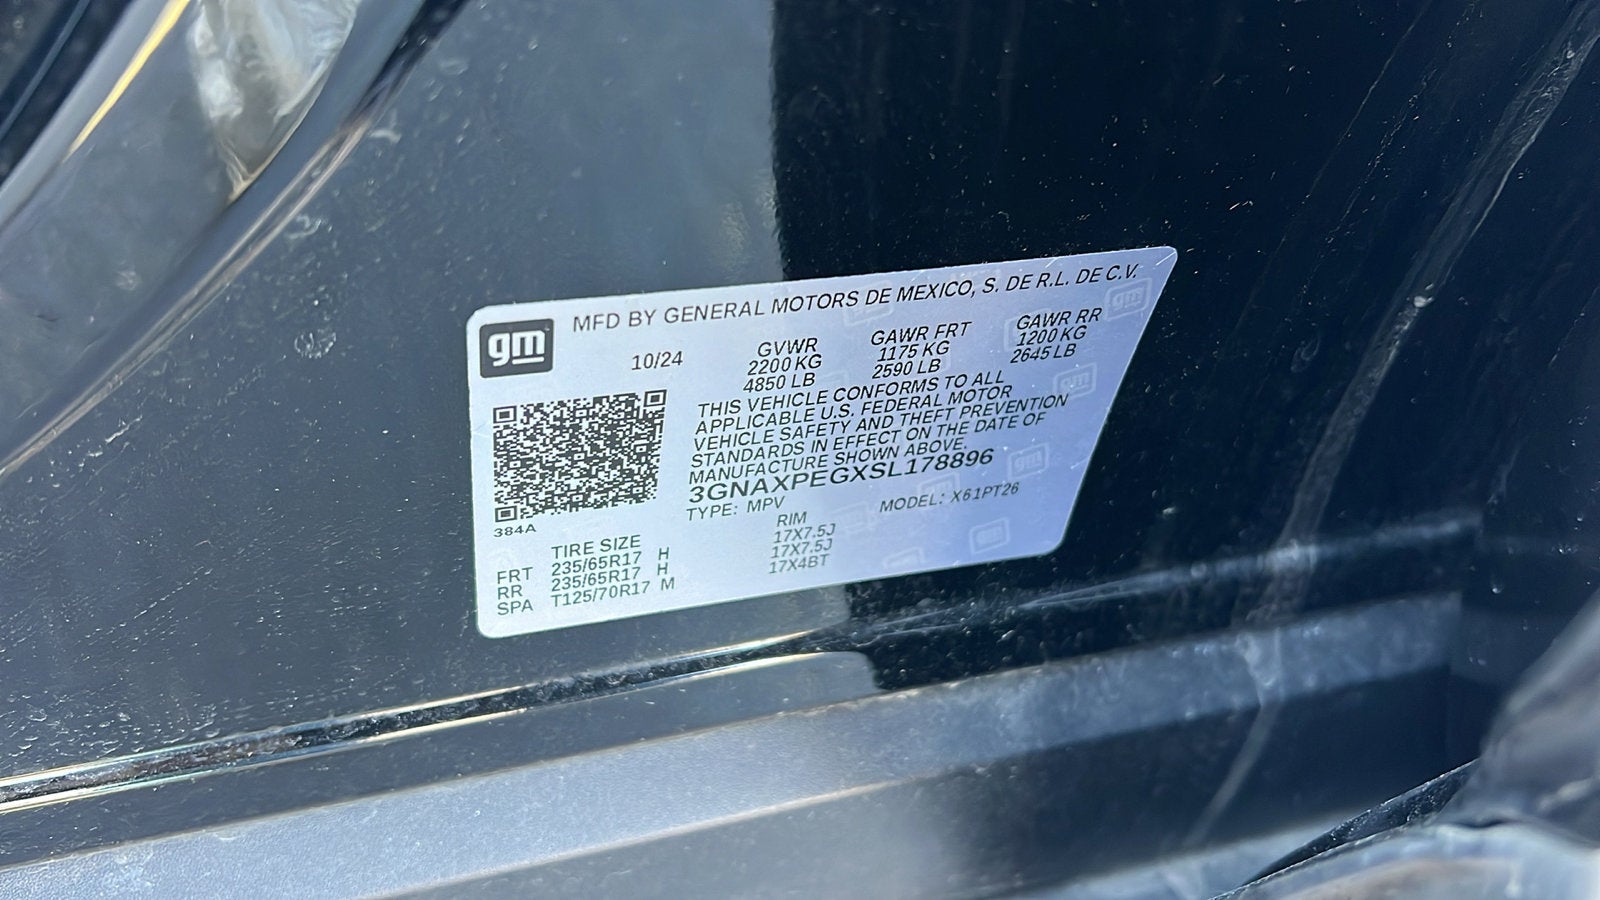 gm
MFD BY GENERAL MOTORS DE MEXICO, S. DE R.L. DE C.V.
10/24
GVWR
2200 KG
4850 LB
GAWR FRT
1175 KG
2590 LB
GAWR RR
1200 KG
2645 LB
THIS VEHICLE CONFORMS TO ALL
APPLICABLE U.S. FEDERAL MOTOR
VEHICLE SAFETY AND THEFT PREVENTION
STANDARDS IN EFFECT ON THE DATE OF
MANUFACTURE SHOWN ABOVE.
3GNAXPEGXSL178896
TYPE: MPV MODEL: X61PT26
384A
TIRE SIZE RIM
FRT 235/65R17 H 17X7.5J
RR 235/65R17 H 17X7.5J
SPA T125/70R17 M 17X4BT